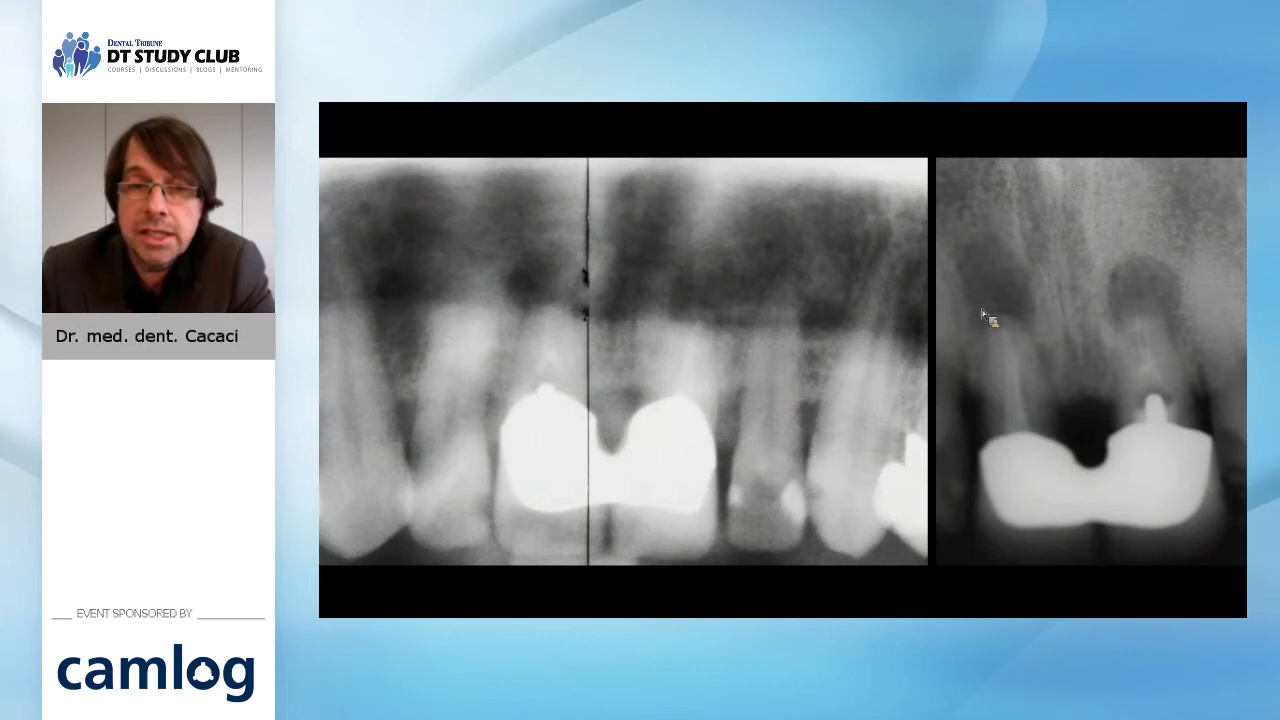 DENTAL TRIBUNE
DT STUDY CLUB
COURSES | DISCUSSIONS | BLOGS | MENTORING
Dr. med. dent. Cacaci
EVENT SPONSORED BY
camlog